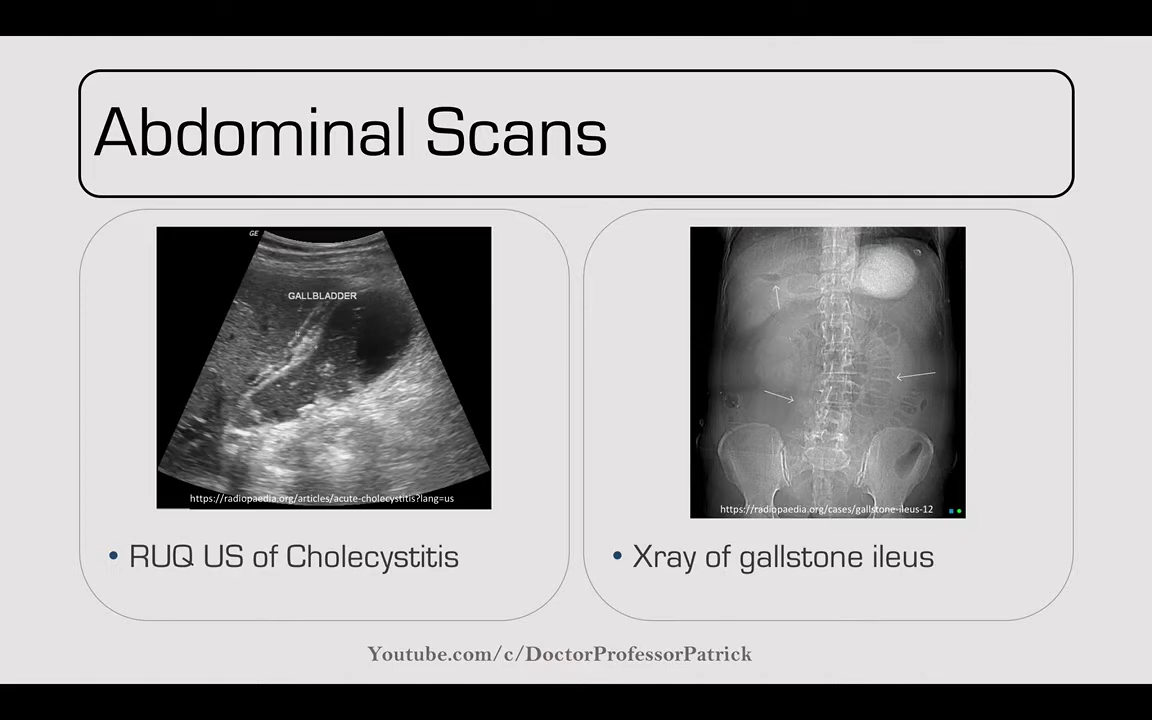 Abdominal Scans
GE
GALLBLADDER
https://radiopaedia.org/articles/acute-cholecystitis?lang=us
• RUQ US of Cholecystitis
https://radiopaedia.org/cases/gallstone-ileus-12
• Xray of gallstone ileus
Youtube.com/c/DoctorProfessorPatrick